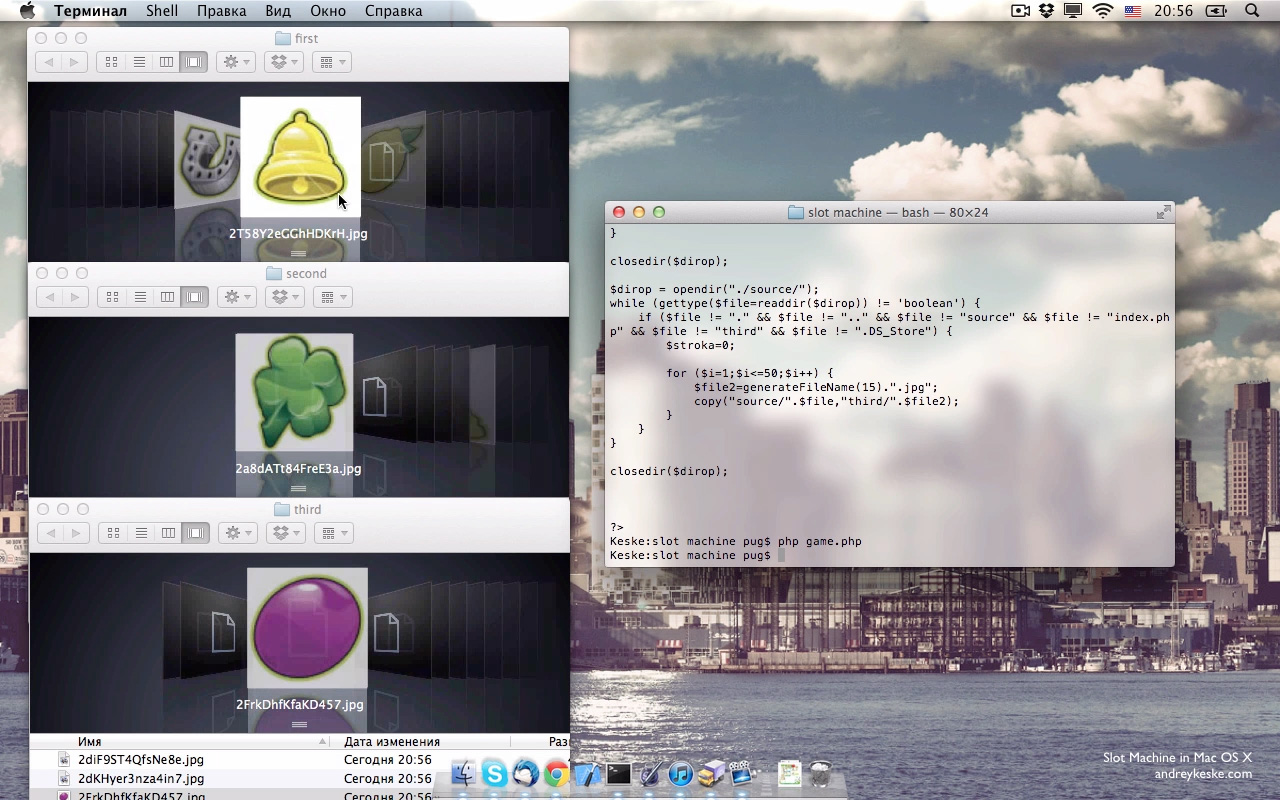 Терминал Shell Правка Вид Окно Справка 20:56
first
2T58Y2eGGhHDKrH.jpg
second
2a8dATt84FreE3a.jpg
third
2FrkDhfKfaKD457.jpg
Имя Дата изменения Раз
2diF9ST4QfsNe8e.jpg Сегодня 20:56
2dKHyer3nza4in7.jpg Сегодня 20:56
2FrkDhfKfaKD457.jpg Сегодня 20:56
slot machine — bash — 80×24
}
closedir($dirop);
$dirop = opendir("./source/");
while (gettype($file=readdir($dirop)) != 'boolean') {
if ($file != "." && $file != ".." && $file != "source" && $file != "index.ph
p" && $file != "third" && $file != ".DS_Store") {
$stroka=0;
for ($i=1;$i<=50;$i++) {
$file2=generateFileName(15).".jpg";
copy("source/".$file,"third/".$file2);
}
}
}
closedir($dirop);
?>
Keske:slot machine pug$ php game.php
Keske:slot machine pug$
Slot Machine in Mac OS X
andreykeske.com